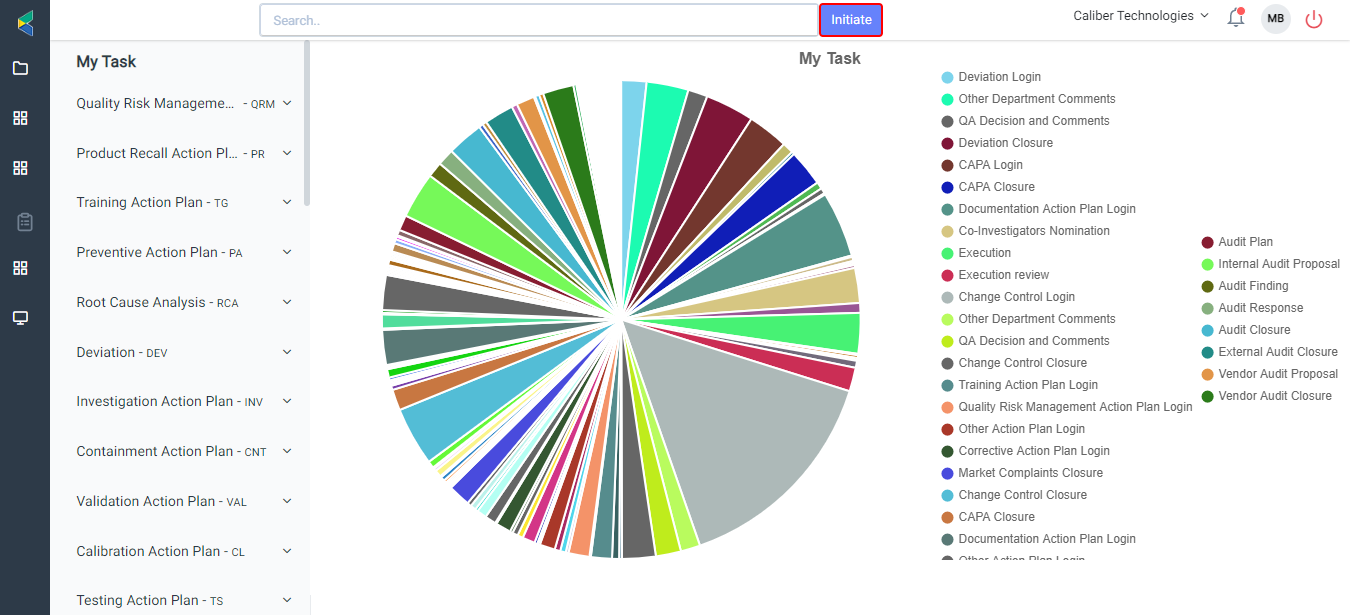 Search..
Initiate
Caliber Technologies
MB
My Task
Quality Risk Manageme... - QRM
Product Recall Action Pl... - PR
Training Action Plan - TG
Preventive Action Plan - PA
Root Cause Analysis - RCA
Deviation - DEV
Investigation Action Plan - INV
Containment Action Plan - CNT
Validation Action Plan - VAL
Calibration Action Plan - CL
Testing Action Plan - TS
My Task
Deviation Login
Other Department Comments
QA Decision and Comments
Deviation Closure
CAPA Login
CAPA Closure
Documentation Action Plan Login
Co-Investigators Nomination
Execution
Execution review
Change Control Login
Other Department Comments
QA Decision and Comments
Change Control Closure
Training Action Plan Login
Quality Risk Management Action Plan Login
Other Action Plan Login
Corrective Action Plan Login
Market Complaints Closure
Change Control Closure
CAPA Closure
Documentation Action Plan Login
Other Action Plan Login
Audit Plan
Internal Audit Proposal
Audit Finding
Audit Response
Audit Closure
External Audit Closure
Vendor Audit Proposal
Vendor Audit Closure